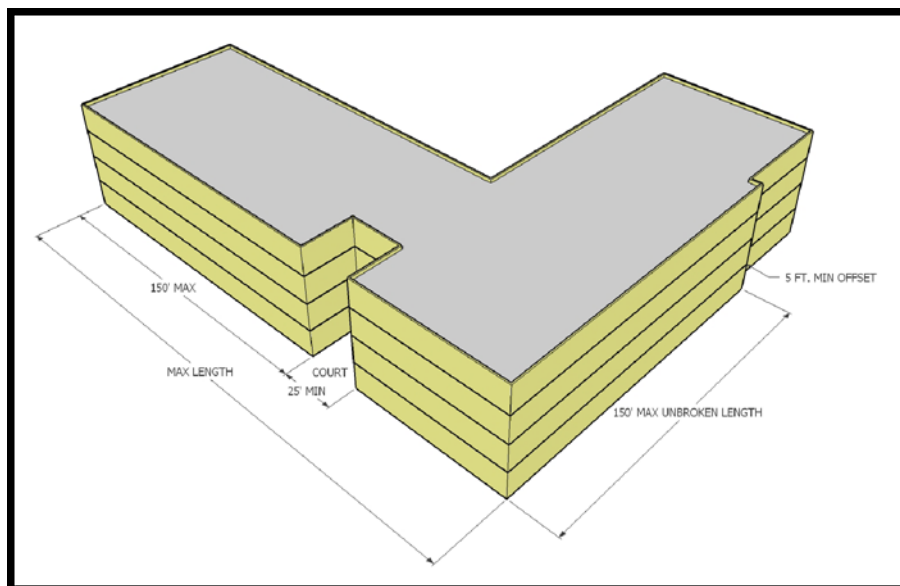 5 FT. MIN OFFSET
150' MAX
MAX LENGTH
COURT
25' MIN
150' MAX UNBROKEN LENGTH